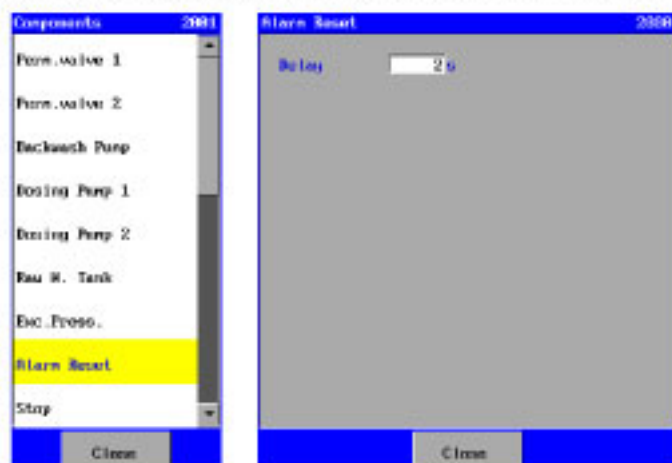 Components 2001
Perm.valve 1
Perm.valve 2
Backwash Pump
Dosing Pump 1
Dosing Pump 2
Raw W. Tank
Exc.Press.
Alarm Reset
Stop
Close
Alarm Reset
Delay 2 s
Close